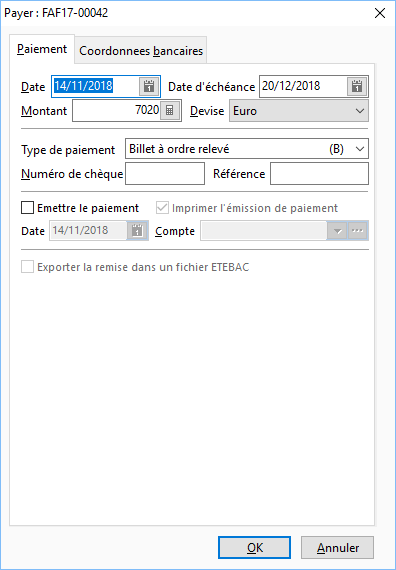 Payer : FAF17-00042
Paiement Coordonnees bancaires
Date 14/11/2018 Date d'échéance 20/12/2018
Montant 7020 Devise Euro
Type de paiement Billet à ordre relevé (B)
Numéro de chèque Référence
Emettre le paiement Imprimer l'émission de paiement
Date 14/11/2018 Compte
Exporter la remise dans un fichier ETEBAC
OK Annuler